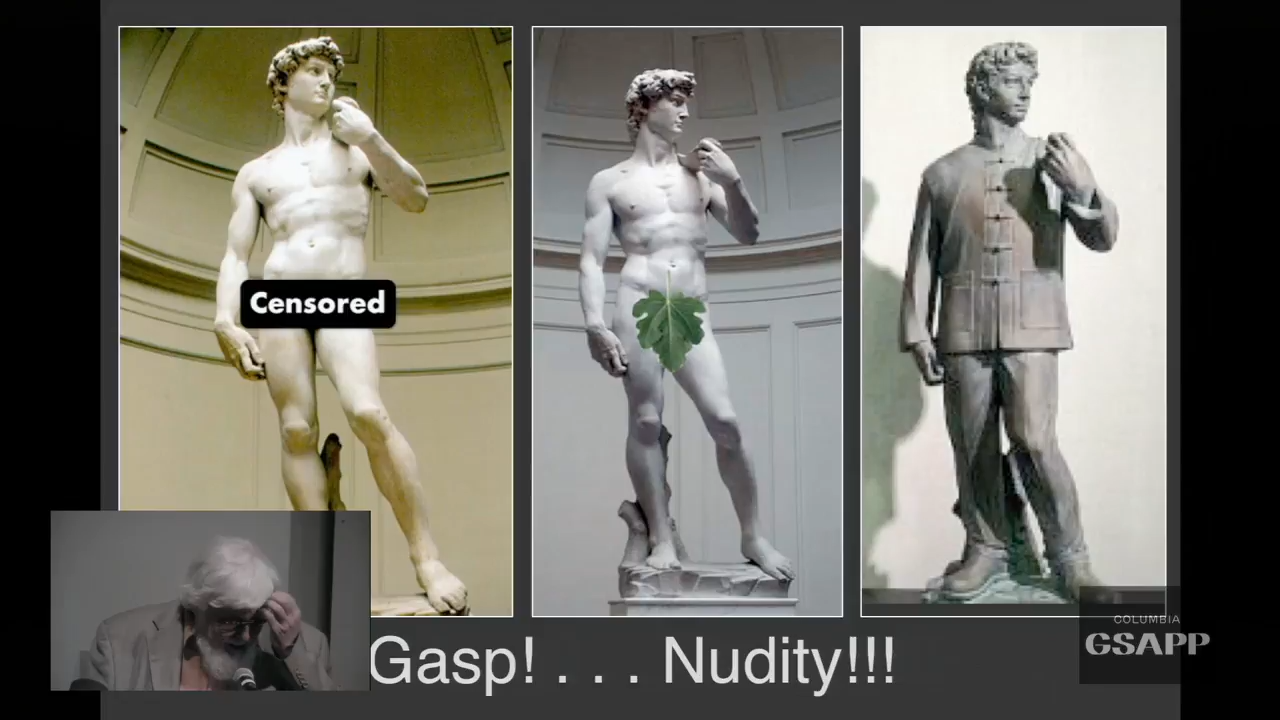 Censored
Gasp! . . . Nudity!!!
COLUMBIA
GSAPP